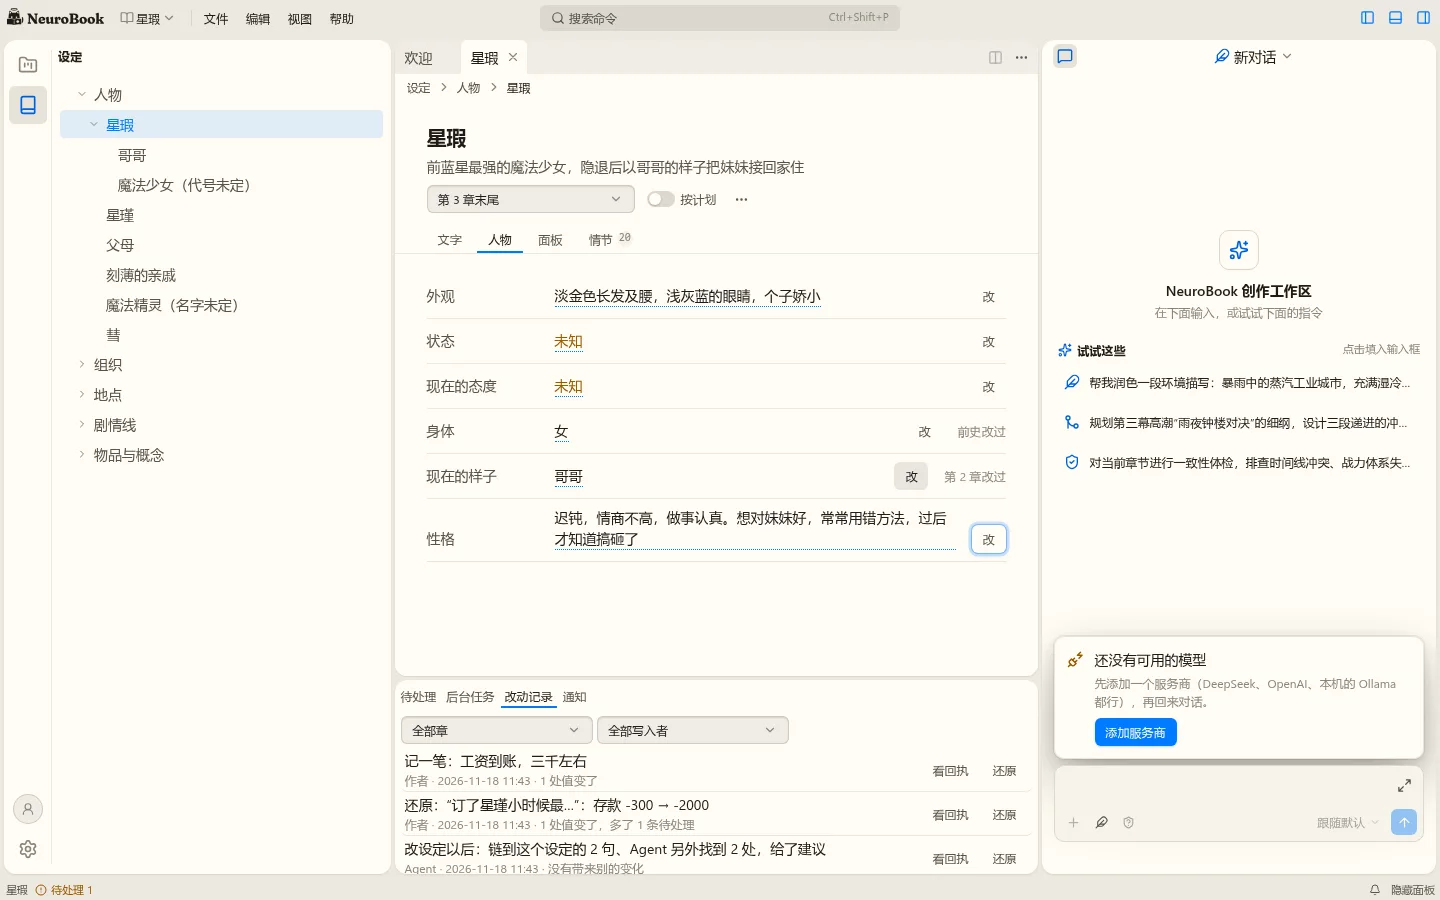 NeuroBook
星瑕
文件
编辑
视图
帮助
搜索命令
Ctrl+Shift+P
设定
人物
星瑕
哥哥
魔法少女（代号未定）
星瑾
父母
刻薄的亲戚
魔法精灵（名字未定）
彗
组织
地点
剧情线
物品与概念
欢迎
星瑕
设定 > 人物 > 星瑕
星瑕
前蓝星最强的魔法少女，隐退后以哥哥的样子把妹妹接回家住
第 3 章末尾
按计划
文字
人物
面板
情节 20
外观
淡金色长发及腰，浅灰蓝的眼睛，个子娇小
改
状态
未知
改
现在的态度
未知
改
身体
女
改
前史改过
现在的样子
哥哥
改
第 2 章改过
性格
迟钝，情商不高，做事认真。想对妹妹好，常常用错方法，过后
才知道搞砸了
改
待处理
后台任务
改动记录
通知
全部章
全部写入者
记一笔：工资到账，三千左右
作者 · 2026-11-18 11:43 · 1 处值变了
看回执
还原
还原：“订了星瑾小时候最...”：存款 -300 → -2000
作者 · 2026-11-18 11:43 · 1 处值变了，多了 1 条待处理
看回执
还原
改设定以后：链到这个设定的 2 句、Agent 另外找到 2 处，给了建议
Agent · 2026-11-18 11:43 · 没有带来别的变化
看回执
还原
新对话
NeuroBook 创作工作区
在下面输入，或试试下面的指令
试试这些
点击填入输入框
帮我润色一段环境描写：暴雨中的蒸汽工业城市，充满湿冷...
规划第三幕高潮“雨夜钟楼对决”的细纲，设计三段递进的冲...
对当前章节进行一致性体检，排查时间线冲突、战力体系失...
还没有可用的模型
先添加一个服务商（DeepSeek、OpenAI、本机的 Ollama
都行），再回来对话。
添加服务商
跟随默认
星瑕
待处理 1
隐藏面板